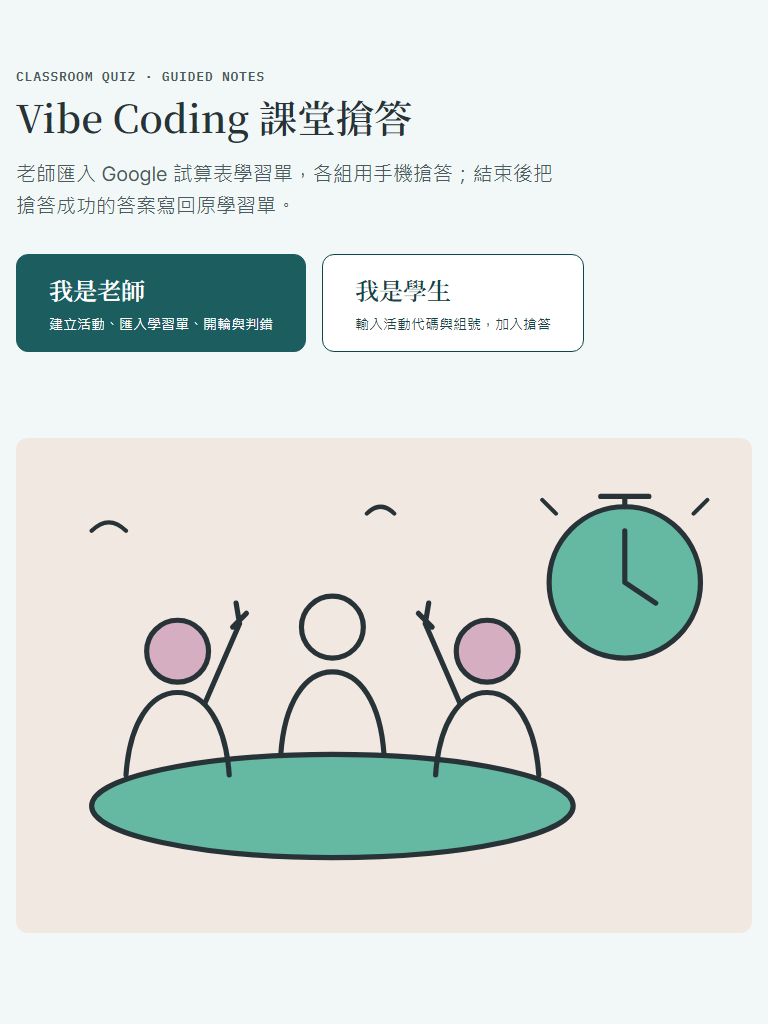 CLASSROOM QUIZ · GUIDED NOTES
Vibe Coding 課堂搶答
老師匯入 Google 試算表學習單，各組用手機搶答；結束後把
搶答成功的答案寫回原學習單。
我是老師
建立活動、匯入學習單、開輪與判錯
我是學生
輸入活動代碼與組號，加入搶答